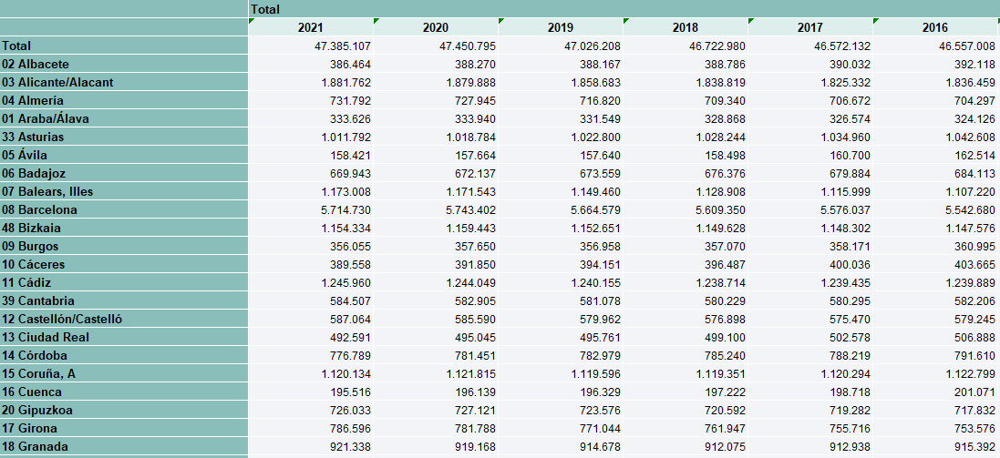 Total
2021 2020 2019 2018 2017 2016
Total 47.385.107 47.450.795 47.026.208 46.722.980 46.572.132 46.557.008
02 Albacete 386.464 388.270 388.167 388.786 390.032 392.118
03 Alicante/Alacant 1.881.762 1.879.888 1.858.683 1.838.819 1.825.332 1.836.459
04 Almería 731.792 727.945 716.820 709.340 706.672 704.297
01 Araba/Álava 333.626 333.940 331.549 328.868 326.574 324.126
33 Asturias 1.011.792 1.018.784 1.022.800 1.028.244 1.034.960 1.042.608
05 Ávila 158.421 157.664 157.640 158.498 160.700 162.514
06 Badajoz 669.943 672.137 673.559 676.376 679.884 684.113
07 Balears, Illes 1.173.008 1.171.543 1.149.460 1.128.908 1.115.999 1.107.220
08 Barcelona 5.714.730 5.743.402 5.664.579 5.609.350 5.576.037 5.542.680
48 Bizkaia 1.154.334 1.159.443 1.152.651 1.149.628 1.148.302 1.147.576
09 Burgos 356.055 357.650 356.958 357.070 358.171 360.995
10 Cáceres 389.558 391.850 394.151 396.487 400.036 403.665
11 Cádiz 1.245.960 1.244.049 1.240.155 1.238.714 1.239.435 1.239.889
39 Cantabria 584.507 582.905 581.078 580.229 580.295 582.206
12 Castellón/Castelló 587.064 585.590 579.962 576.898 575.470 579.245
13 Ciudad Real 492.591 495.045 495.761 499.100 502.578 506.888
14 Córdoba 776.789 781.451 782.979 785.240 788.219 791.610
15 Coruña, A 1.120.134 1.121.815 1.119.596 1.119.351 1.120.294 1.122.799
16 Cuenca 195.516 196.139 196.329 197.222 198.718 201.071
20 Gipuzkoa 726.033 727.121 723.576 720.592 719.282 717.832
17 Girona 786.596 781.788 771.044 761.947 755.716 753.576
18 Granada 921.338 919.168 914.678 912.075 912.938 915.392